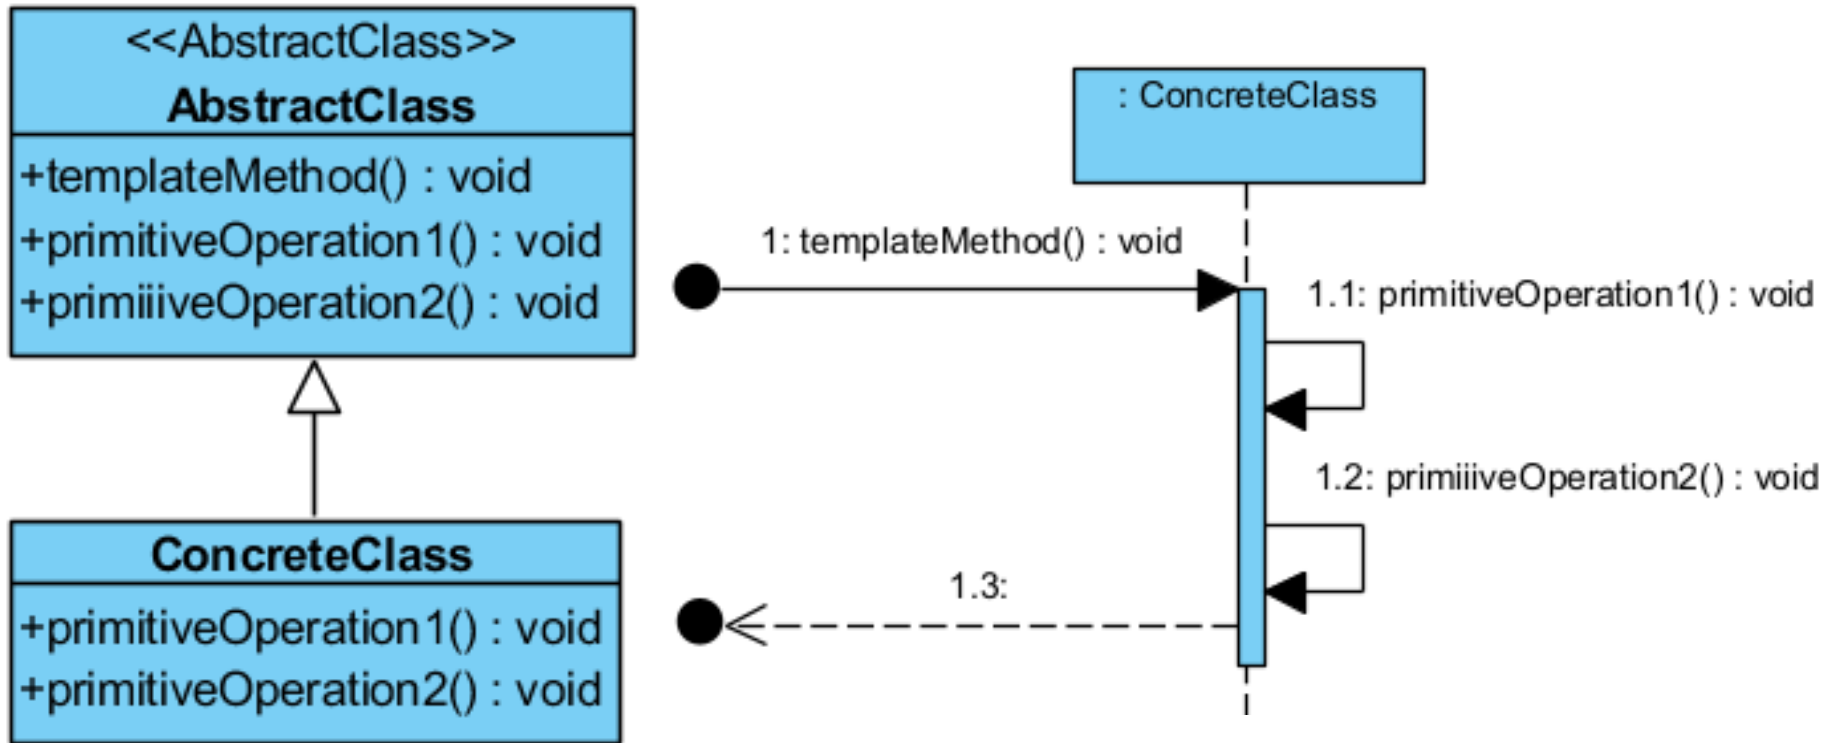 <<AbstractClass>>
AbstractClass
+templateMethod() : void
+primitiveOperation1() : void
+primiiiveOperation2() : void
ConcreteClass
+primitiveOperation1() : void
+primitiveOperation2() : void
: ConcreteClass
1: templateMethod() : void
1.1: primitiveOperation1() : void
1.2: primiiiveOperation2() : void
1.3: